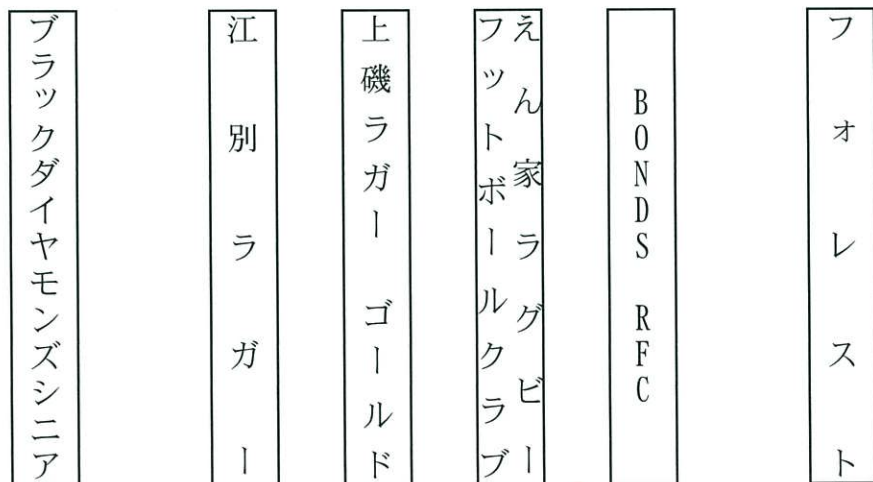 フォレスト
BONDS RFC
えん家ラグビー
フットボールクラブ
上磯ラガー ゴールド
江別ラガー
ブラックダイヤモンズシニア